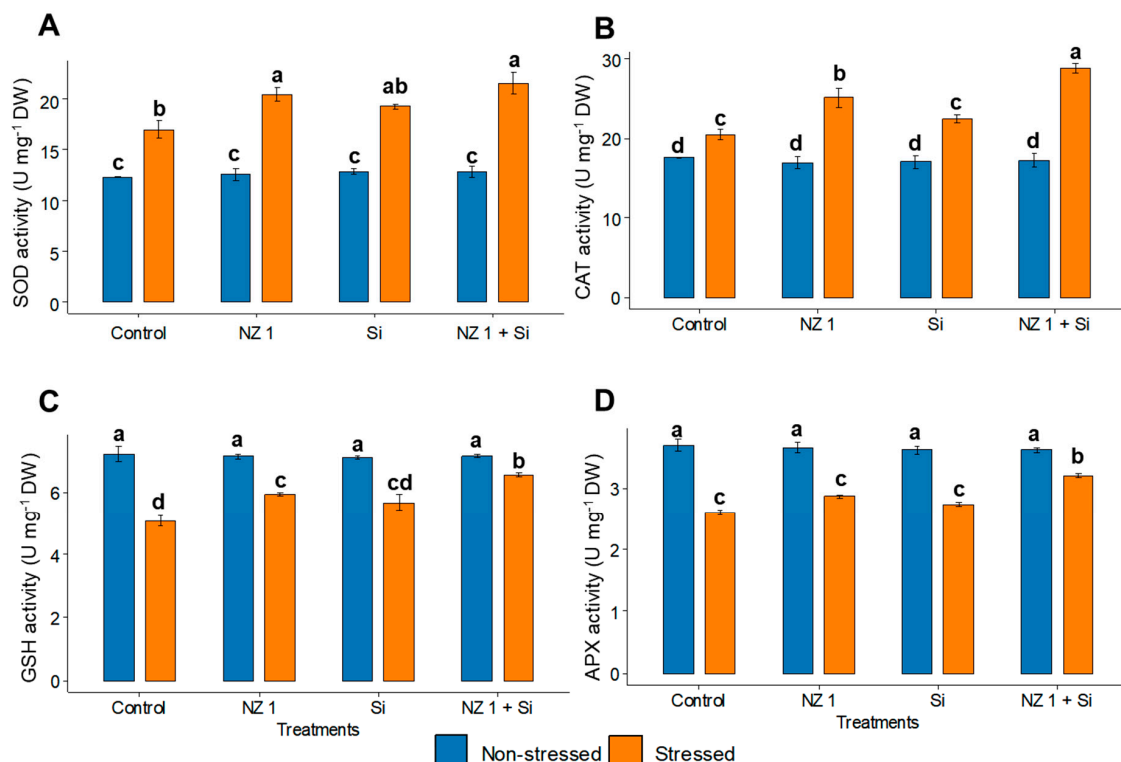 A
SOD activity (U mg⁻¹ DW)
20
15
10
5
0
c b c a c ab c a
Control NZ 1 Si NZ 1 + Si
B
CAT activity (U mg⁻¹ DW)
30
20
10
0
d c d b d c d a
Control NZ 1 Si NZ 1 + Si
C
GSH activity (U mg⁻¹ DW)
6
4
2
0
a d a c a cd a b
Control NZ 1 Si NZ 1 + Si
Treatments
D
APX activity (U mg⁻¹ DW)
3
2
1
0
a c a c a c a b
Control NZ 1 Si NZ 1 + Si
Treatments
Non-stressed Stressed